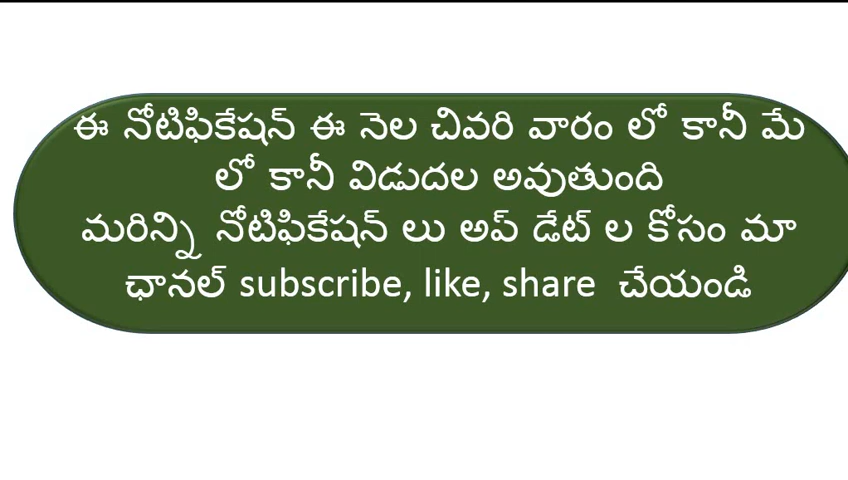 ఈ నోటిఫికేషన్ ఈ నెల చివరి వారం లో కానీ మే
లో కానీ విడుదల అవుతుంది
మరిన్ని నోటిఫికేషన్ లు అప్ డేట్ ల కోసం మా
ఛానల్ subscribe, like, share చేయండి